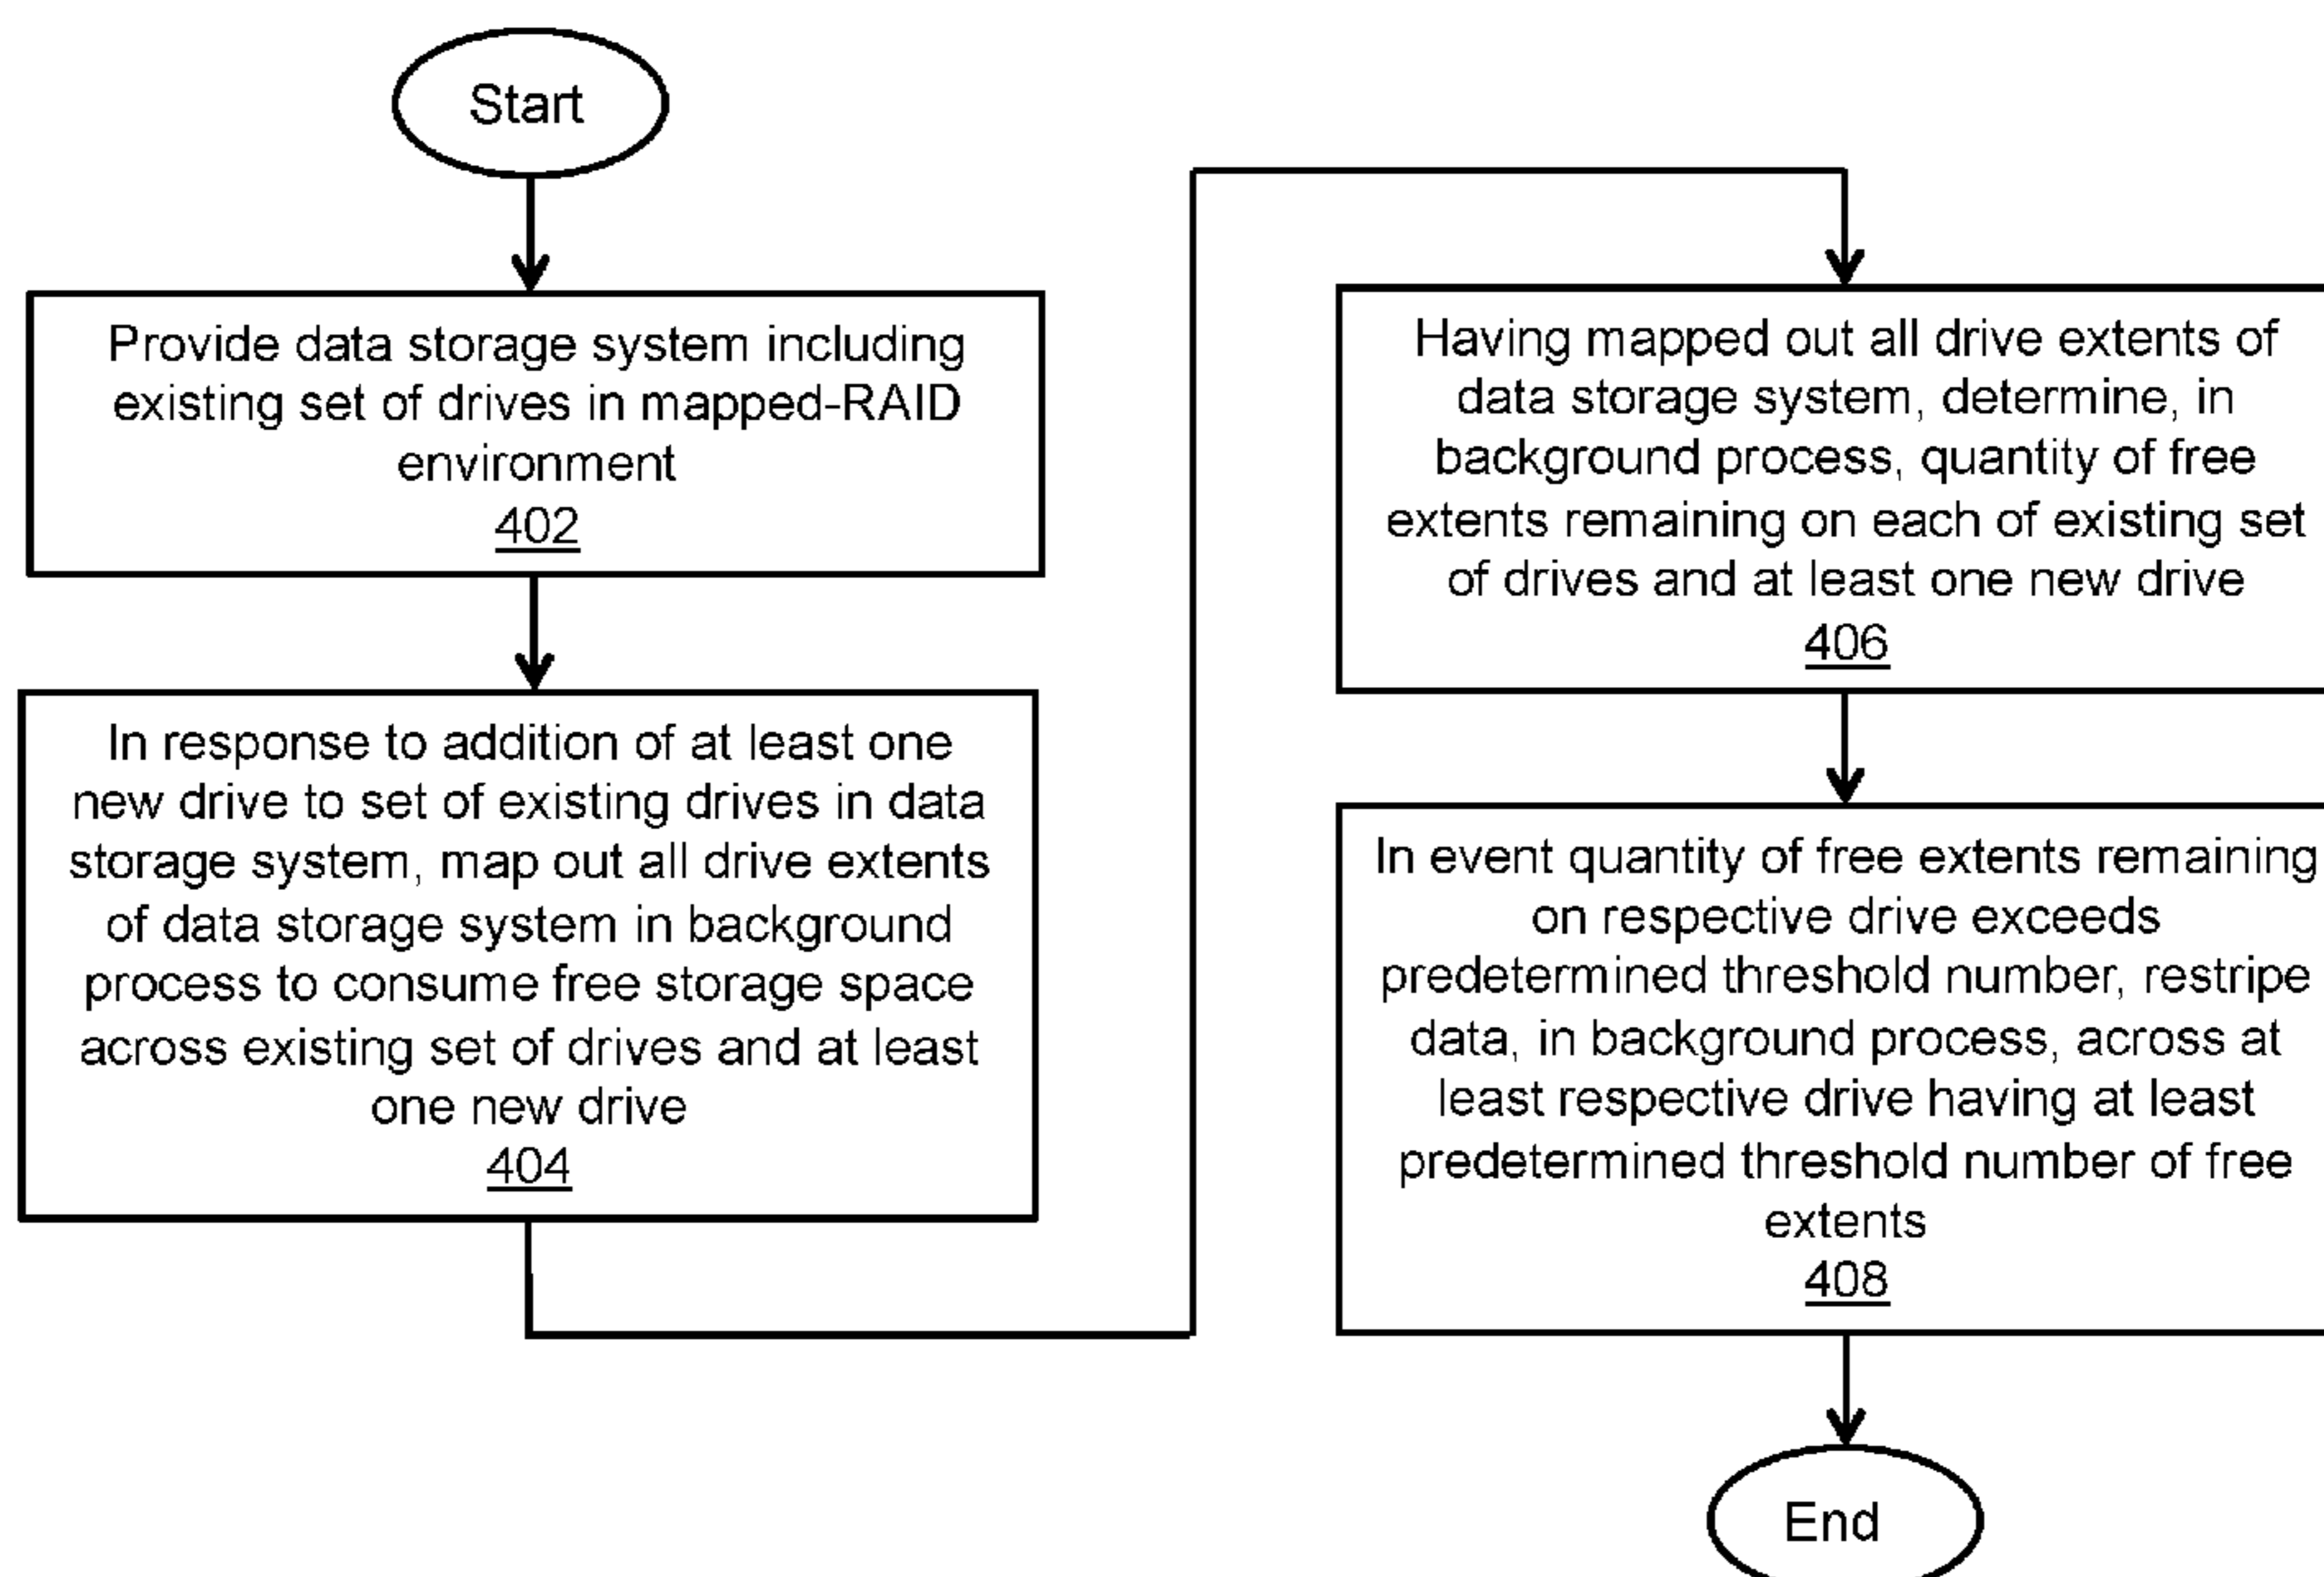 Start
Provide data storage system including
existing set of drives in mapped-RAID
environment
402
In response to addition of at least one
new drive to set of existing drives in data
storage system, map out all drive extents
of data storage system in background
process to consume free storage space
across existing set of drives and at least
one new drive
404
Having mapped out all drive extents of
data storage system, determine, in
background process, quantity of free
extents remaining on each of existing set
of drives and at least one new drive
406
In event quantity of free extents remaining
on respective drive exceeds
predetermined threshold number, restripe
data, in background process, across at
least respective drive having at least
predetermined threshold number of free
extents
408
End